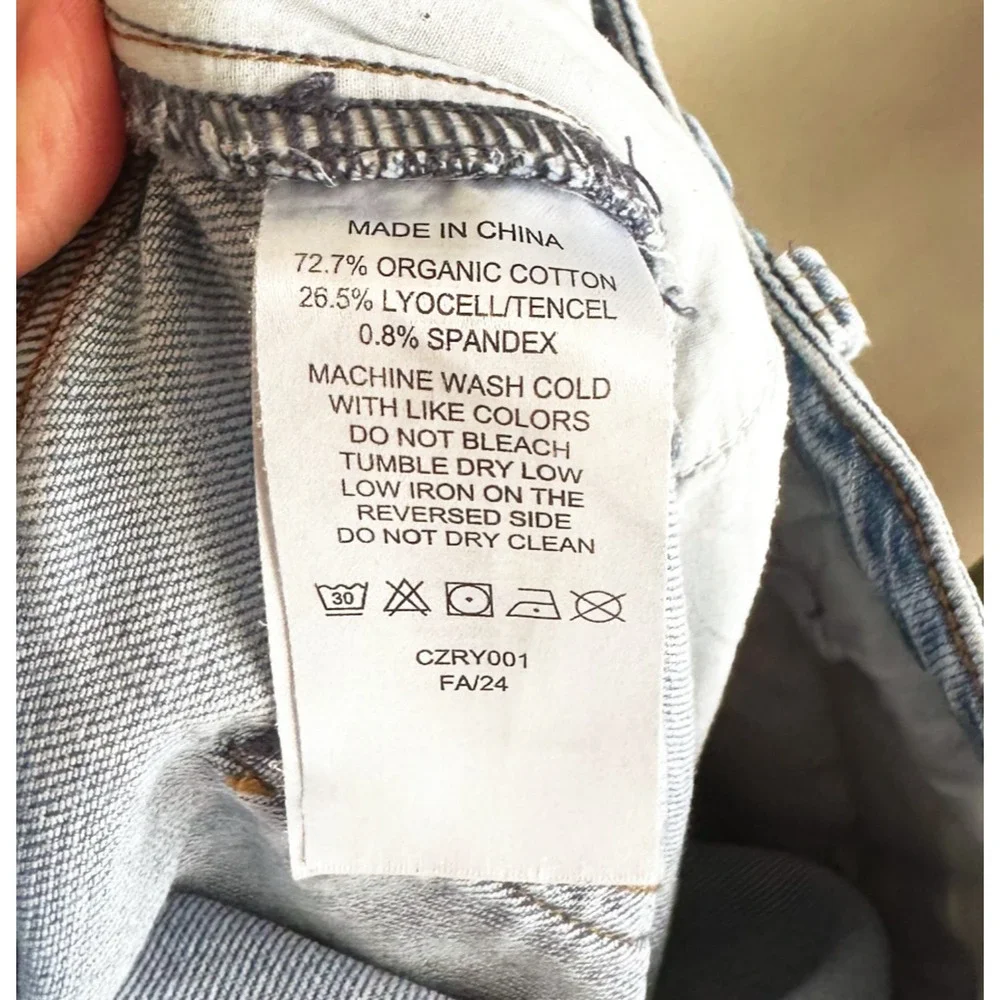 MADE IN CHINA
72.7% ORGANIC COTTON
26.5% LYOCELL/TENCEL
0.8% SPANDEX
MACHINE WASH COLD
WITH LIKE COLORS
DO NOT BLEACH
TUMBLE DRY LOW
LOW IRON ON THE
REVERSED SIDE
DO NOT DRY CLEAN
30
CZRY001
FA/24